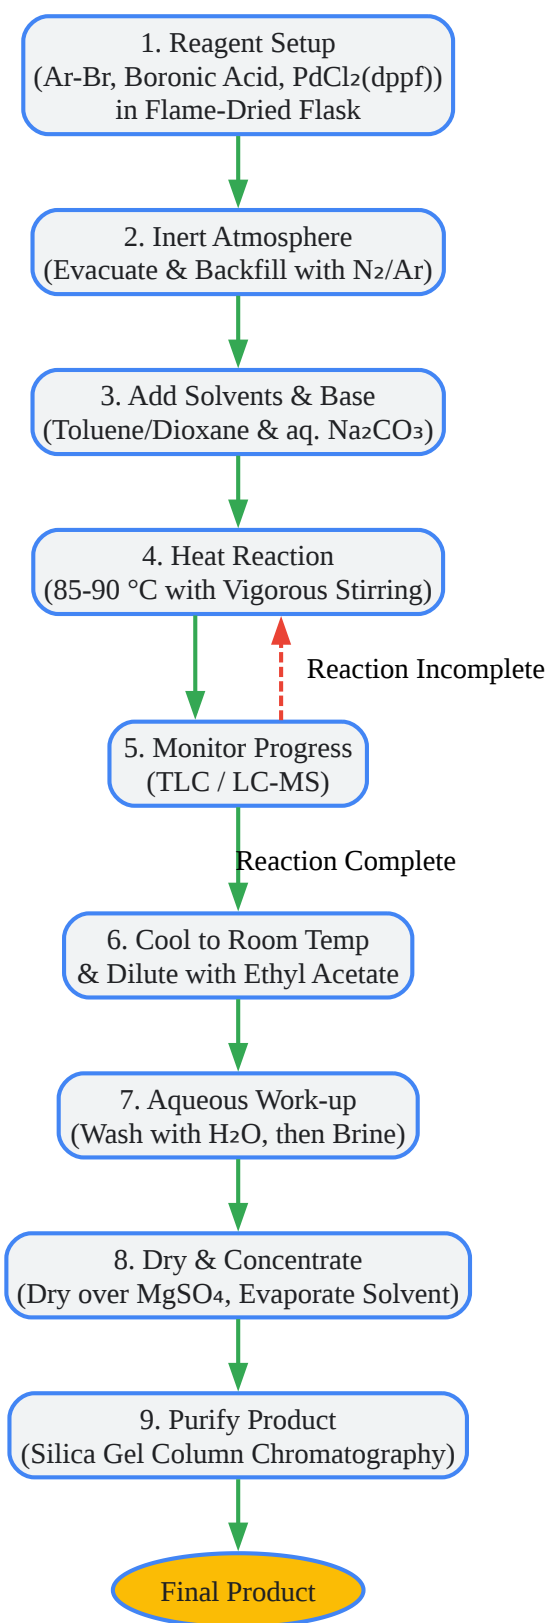 1. Reagent Setup
(Ar-Br, Boronic Acid, PdCl₂(dppf))
in Flame-Dried Flask
2. Inert Atmosphere
(Evacuate & Backfill with N₂/Ar)
3. Add Solvents & Base
(Toluene/Dioxane & aq. Na₂CO₃)
4. Heat Reaction
(85-90 °C with Vigorous Stirring)
Reaction Incomplete
5. Monitor Progress
(TLC / LC-MS)
Reaction Complete
6. Cool to Room Temp
& Dilute with Ethyl Acetate
7. Aqueous Work-up
(Wash with H₂O, then Brine)
8. Dry & Concentrate
(Dry over MgSO₄, Evaporate Solvent)
9. Purify Product
(Silica Gel Column Chromatography)
Final Product